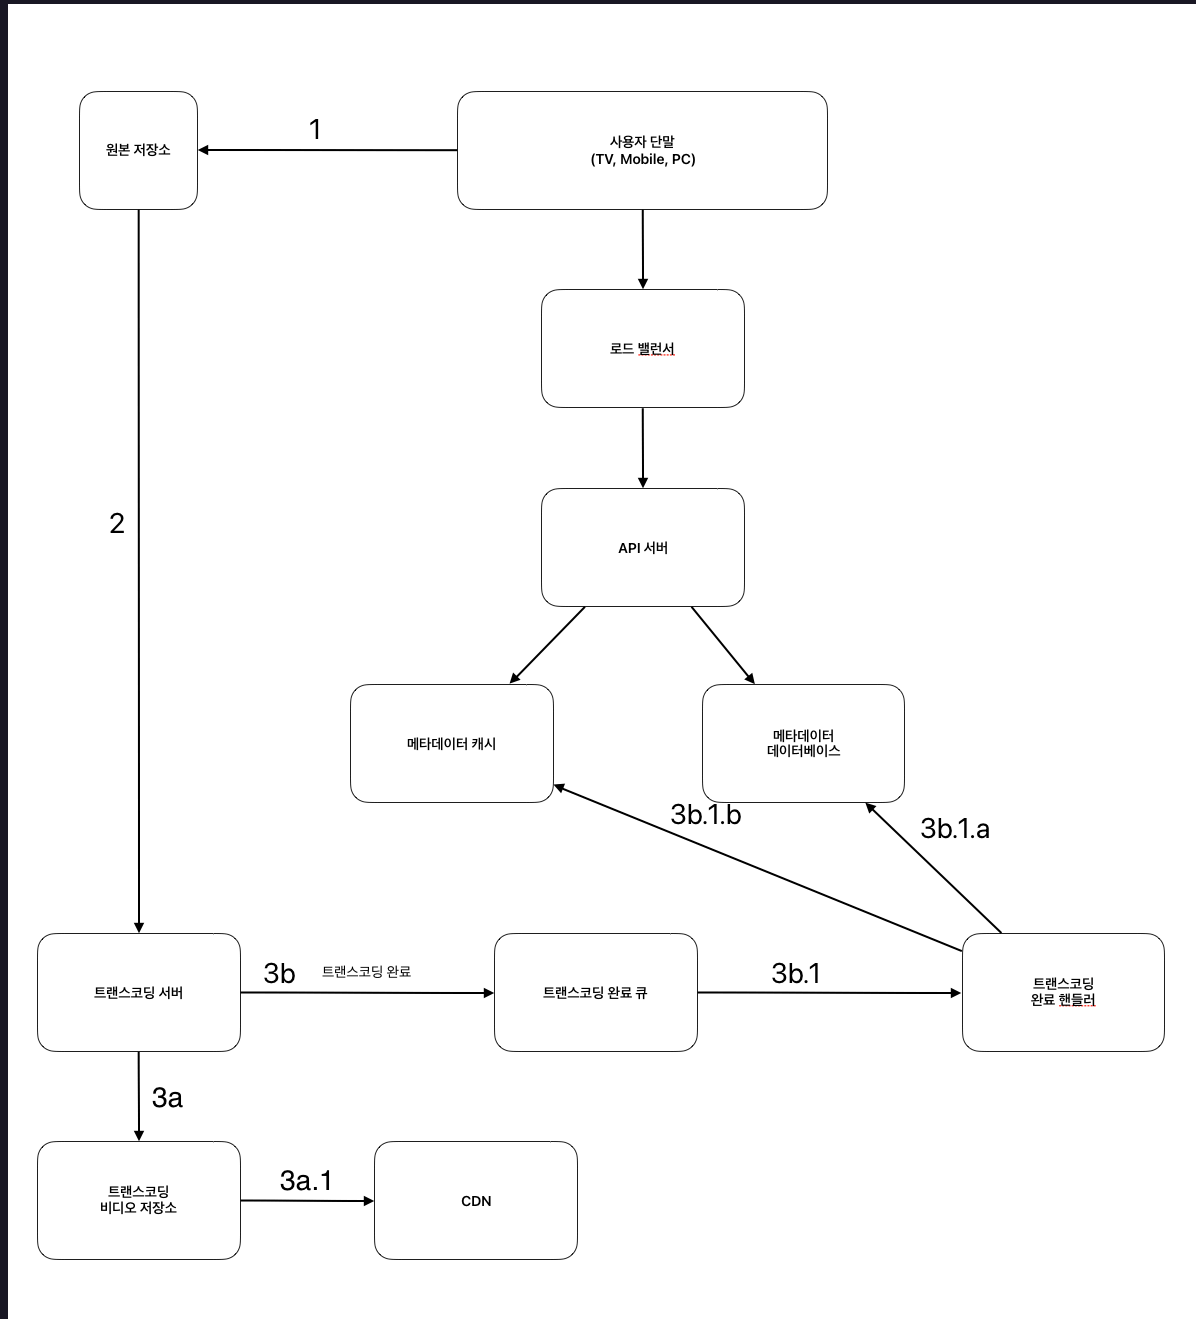 원본 저장소
1
사용자 단말
(TV, Mobile, PC)
로드 밸런서
2
API 서버
메타데이터 캐시
메타데이터
데이터베이스
3b.1.b
3b.1.a
트랜스코딩 서버
3b
트랜스코딩 완료
트랜스코딩 완료 큐
3b.1
트랜스코딩
완료 핸들러
3a
트랜스코딩
비디오 저장소
3a.1
CDN